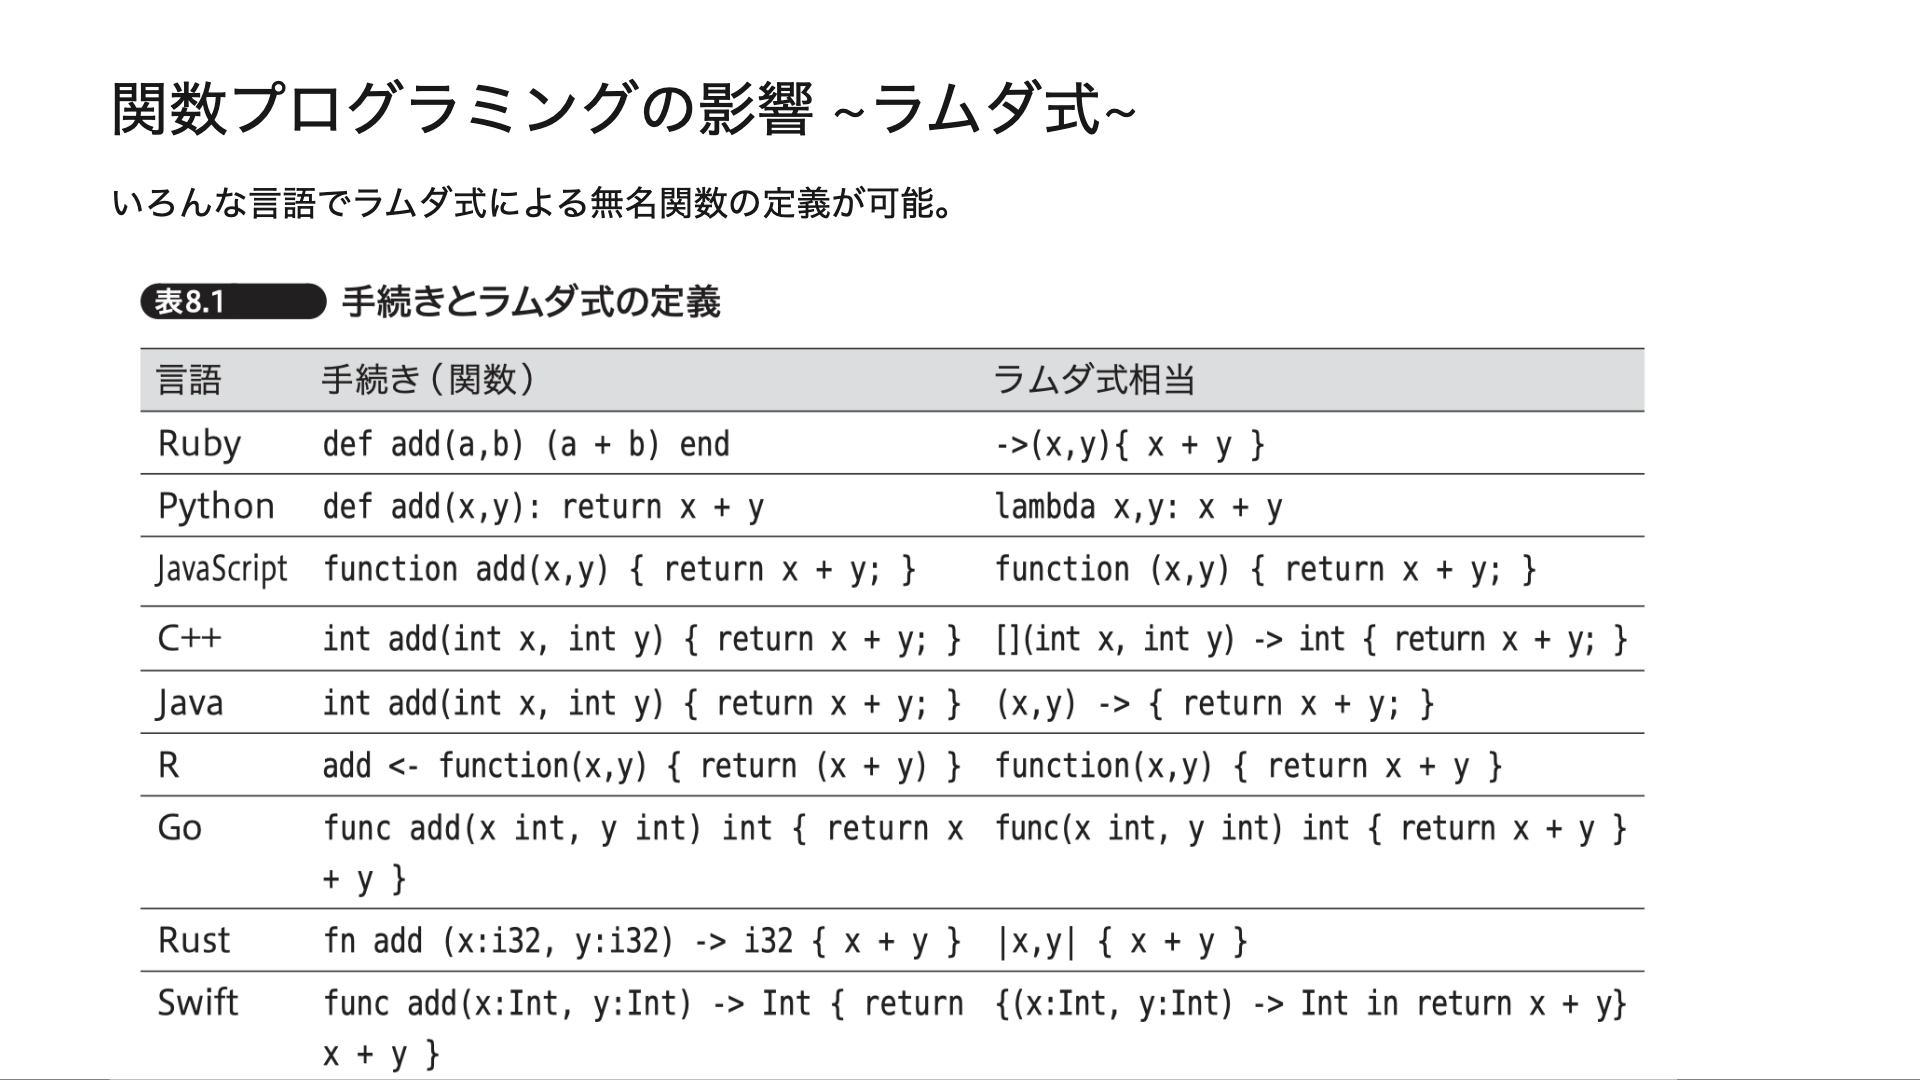 関数プログラミングの影響 ~ラムダ式~
いろんな言語でラムダ式による無名関数の定義が可能。
表8.1 手続きとラムダ式の定義
言語 手続き（関数） ラムダ式相当
Ruby def add(a,b) (a + b) end ->(x,y){ x + y }
Python def add(x,y): return x + y lambda x,y: x + y
JavaScript function add(x,y) { return x + y; } function (x,y) { return x + y; }
C++ int add(int x, int y) { return x + y; } [](int x, int y) -> int { return x + y; }
Java int add(int x, int y) { return x + y; } (x,y) -> { return x + y; }
R add <- function(x,y) { return (x + y) } function(x,y) { return x + y }
Go func add(x int, y int) int { return x func(x int, y int) int { return x + y }
+ y }
Rust fn add (x:i32, y:i32) -> i32 { x + y } |x,y| { x + y }
Swift func add(x:Int, y:Int) -> Int { return {(x:Int, y:Int) -> Int in return x + y}
x + y }